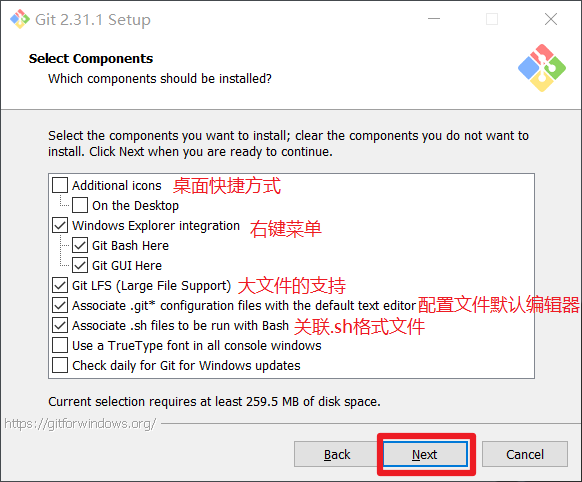 Git 2.31.1 Setup
Select Components
Which components should be installed?
Select the components you want to install; clear the components you do not want to
install. Click Next when you are ready to continue.
Additional icons 桌面快捷方式
On the Desktop
Windows Explorer integration 右键菜单
Git Bash Here
Git GUI Here
Git LFS (Large File Support) 大文件的支持
Associate .git* configuration files with the default text editor 配置文件默认编辑器
Associate .sh files to be run with Bash 关联.sh格式文件
Use a TrueType font in all console windows
Check daily for Git for Windows updates
Current selection requires at least 259.5 MB of disk space.
https://gitforwindows.org/
Back Next Cancel